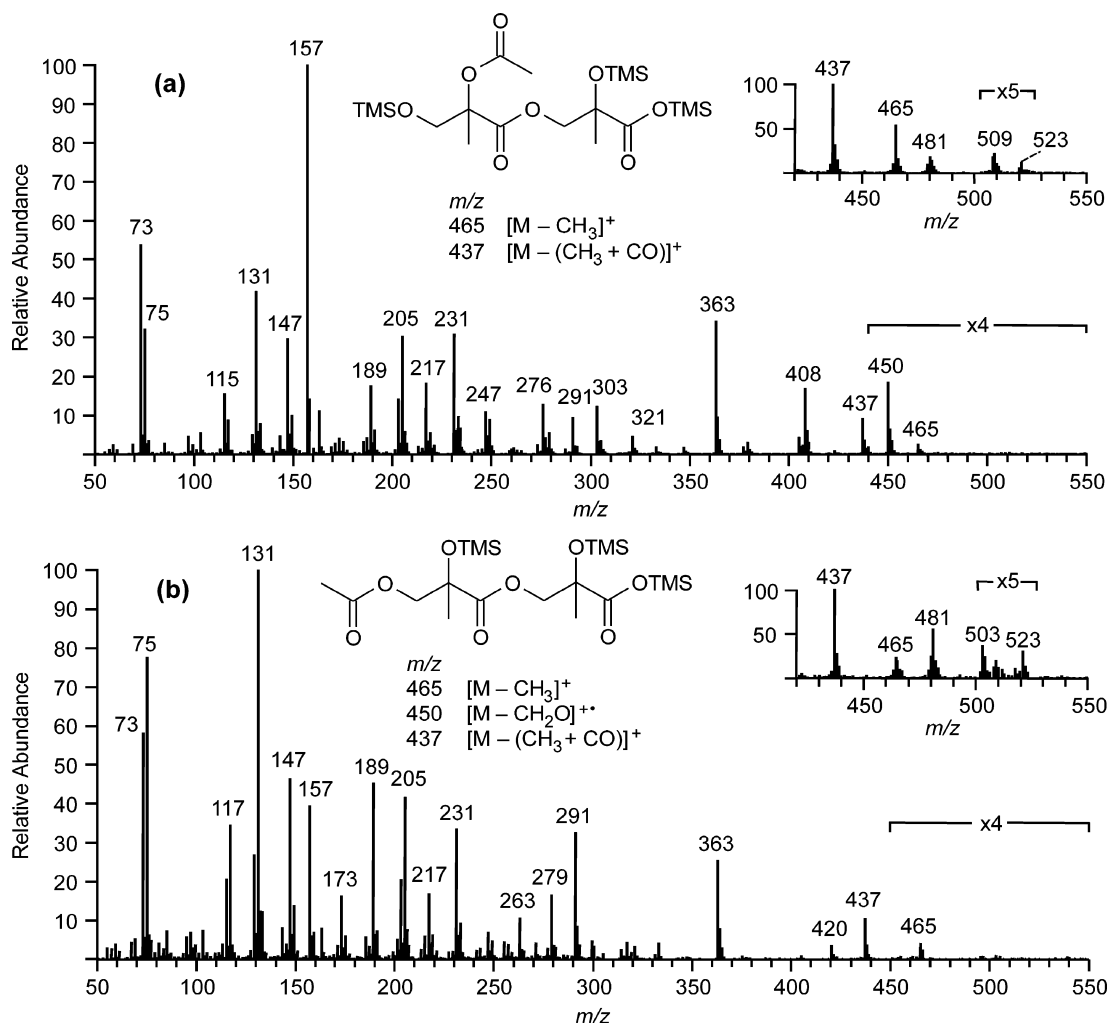 (a)
Relative Abundance
100
90
80
70
60
50
40
30
20
10
73
75
115
131
147
157
189
205
217
231
247
276
291
303
321
363
408
437
450
465
x4
50 100 150 200 250 300 350 400 450 500 550
m/z
O
O
OTMS
TMSO
O
OTMS
O
O
m/z
465 [M – CH3]+
437 [M – (CH3 + CO)]+
100
50
437
465
481
x5
509
523
450 500 550
m/z
(b)
Relative Abundance
100
90
80
70
60
50
40
30
20
10
73
75
117
131
147
157
173
189
205
217
231
263
279
291
363
420
437
465
x4
50 100 150 200 250 300 350 400 450 500 550
m/z
OTMS
OTMS
O
O
OTMS
O
O
O
m/z
465 [M – CH3]+
450 [M – CH2O]+•
437 [M – (CH3 + CO)]+
100
50
437
465
481
x5
503
523
450 500 550
m/z